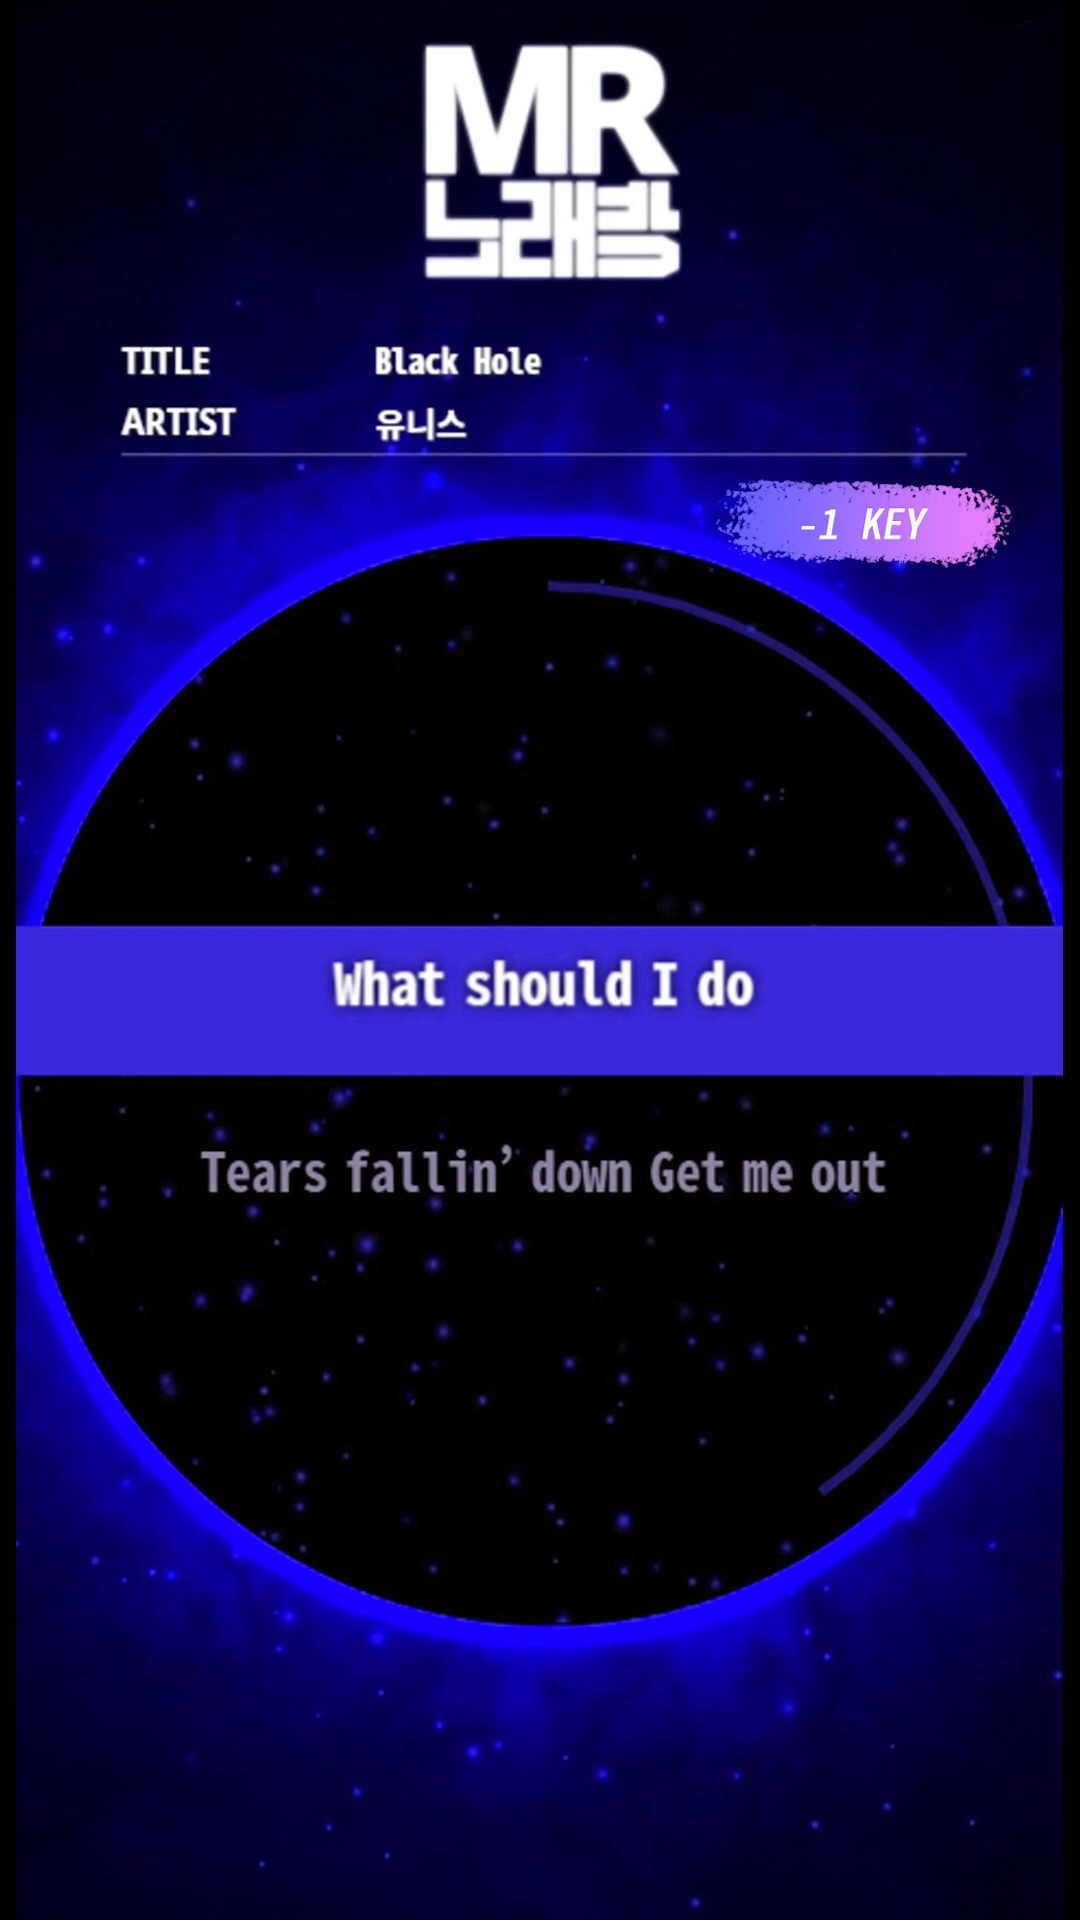 MR
노래방
TITLE Black Hole
ARTIST 유니스
-1 KEY
What should I do
Tears fallin’ down Get me out